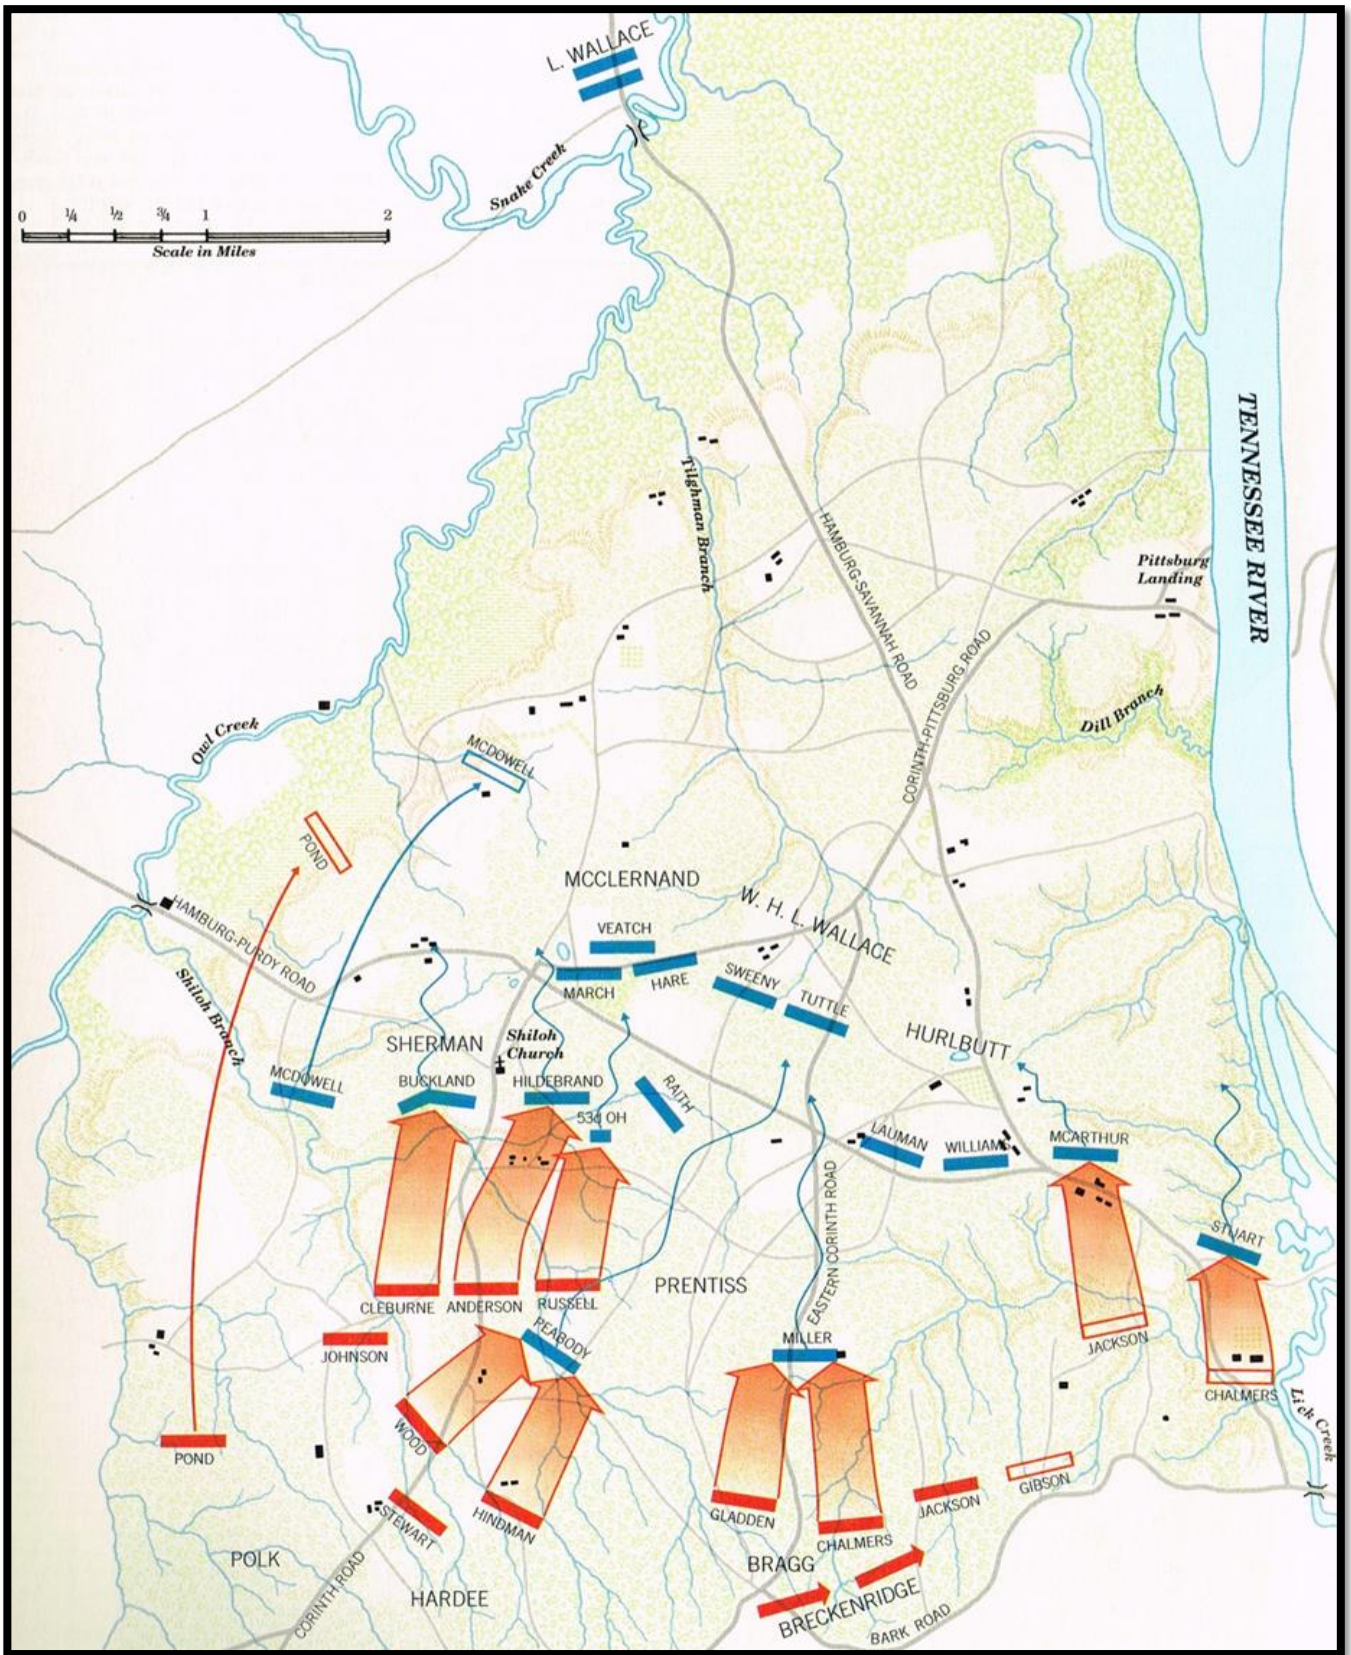 L. WALLACE
Snake Creek
0 ¼ ½ ¾ 1 2
Scale in Miles
TENNESSEE RIVER
Tilghman Branch
HAMBURG-SAVANNAH ROAD
Pittsburg
Landing
CORINTH-PITTSBURG ROAD
Dill Branch
Owl Creek
MCDOWELL
POND
MCCLERNAND
W. H. L. WALLACE
HAMBURG-PURDY ROAD
VEATCH
MARCH
HARE
SWEENY
TUTTLE
Shiloh Branch
SHERMAN
Shiloh
Church
HURLBUTT
MCDOWELL
BUCKLAND
HILDEBRAND
53d OH
RAITH
LAUMAN
WILLIAMS
MCARTHUR
STUART
EASTERN CORINTH ROAD
PRENTISS
CLEBURNE
ANDERSON
RUSSELL
PEABODY
MILLER
JACKSON
CHALMERS
JOHNSON
WOOD
POND
Lick Creek
STEWART
HINDMAN
GLADDEN
CHALMERS
JACKSON
GIBSON
POLK
HARDEE
BRAGG
BRECKENRIDGE
CORINTH ROAD
BARK ROAD